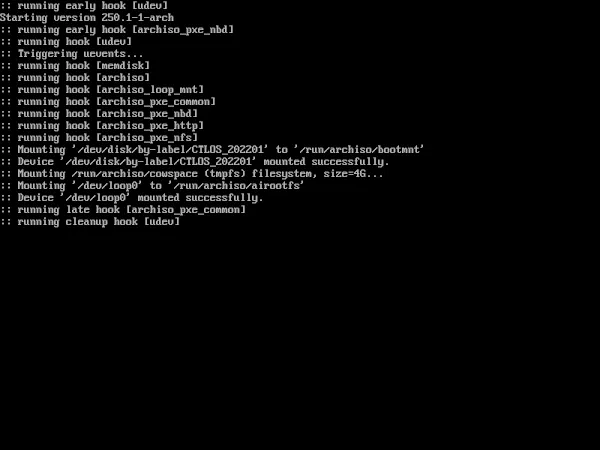 :: running early hook [udev]
Starting version 250.1-1-arch
:: running early hook [archiso_pxe_nbd]
:: running hook [udev]
:: Triggering uevents...
:: running hook [memdisk]
:: running hook [archiso]
:: running hook [archiso_loop_mnt]
:: running hook [archiso_pxe_common]
:: running hook [archiso_pxe_nbd]
:: running hook [archiso_pxe_http]
:: running hook [archiso_pxe_nfs]
:: Mounting '/dev/disk/by-label/CTLOS_202201' to '/run/archiso/bootmnt'
:: Device '/dev/disk/by-label/CTLOS_202201' mounted successfully.
:: Mounting /run/archiso/cowspace (tmpfs) filesystem, size=4G...
:: Mounting '/dev/loop0' to '/run/archiso/airootfs'
:: Device '/dev/loop0' mounted successfully.
:: running late hook [archiso_pxe_common]
:: running cleanup hook [udev]